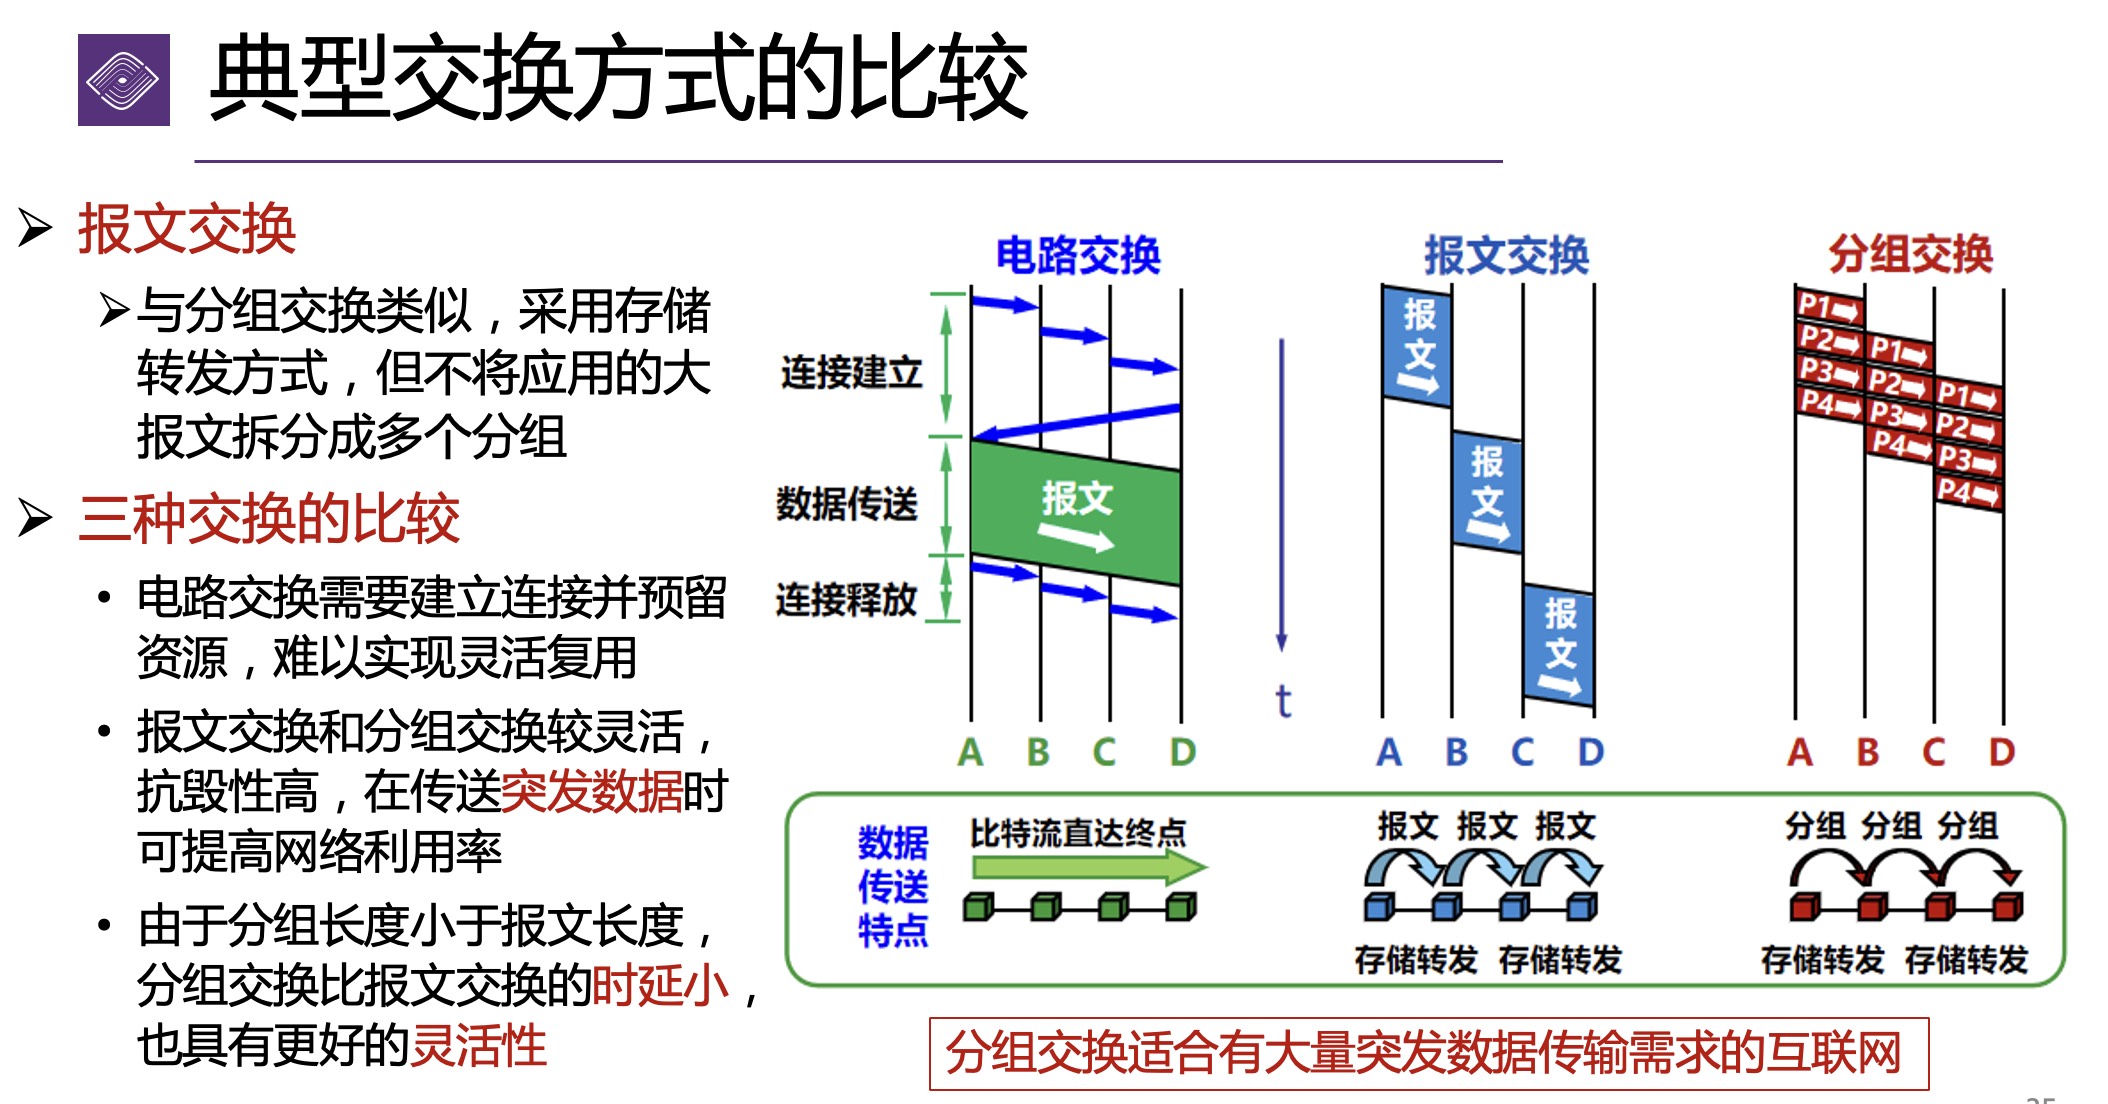 典型交换方式的比较
报文交换
与分组交换类似，采用存储
转发方式，但不将应用的大
报文拆分成多个分组
三种交换的比较
电路交换需要建立连接并预留
资源，难以实现灵活复用
报文交换和分组交换较灵活，
抗毁性高，在传送突发数据时
可提高网络利用率
由于分组长度小于报文长度，
分组交换比报文交换的时延小，
也具有更好的灵活性
电路交换
连接建立
数据传送
报文
连接释放
A B C D
t
报文交换
报
文
报
文
报
文
A B C D
分组交换
P1
P2 P1
P3 P2 P1
P4 P3 P2
P4 P3
P4
A B C D
数据
传送
特点
比特流直达终点
报文 报文 报文
存储转发 存储转发
分组 分组 分组
存储转发 存储转发
分组交换适合有大量突发数据传输需求的互联网